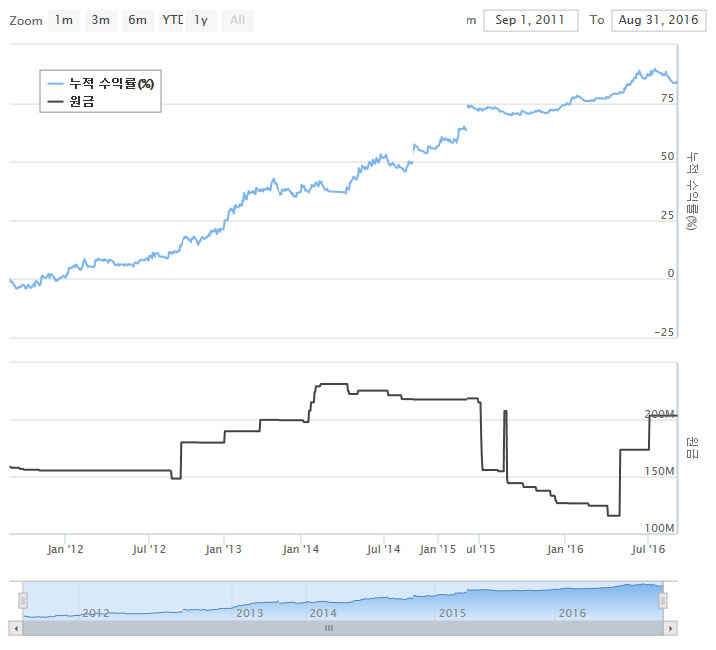 Zoom 1m 3m 6m YTD 1y All m Sep 1, 2011 To Aug 31, 2016
누적 수익률(%)
원금
75
50
25
0
-25
누적 수익률(%)
200M
150M
100M
원금
Jan '12 Jul '12 Jan '13 Jan '14 Jul '14 Jan '15 ul '15 Jan '16 Jul '16
2012 2013 2014 2015 2016